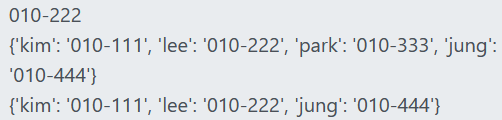 010-222
{'kim': '010-111', 'lee': '010-222', 'park': '010-333', 'jung':
'010-444'}
{'kim': '010-111', 'lee': '010-222', 'jung': '010-444'}